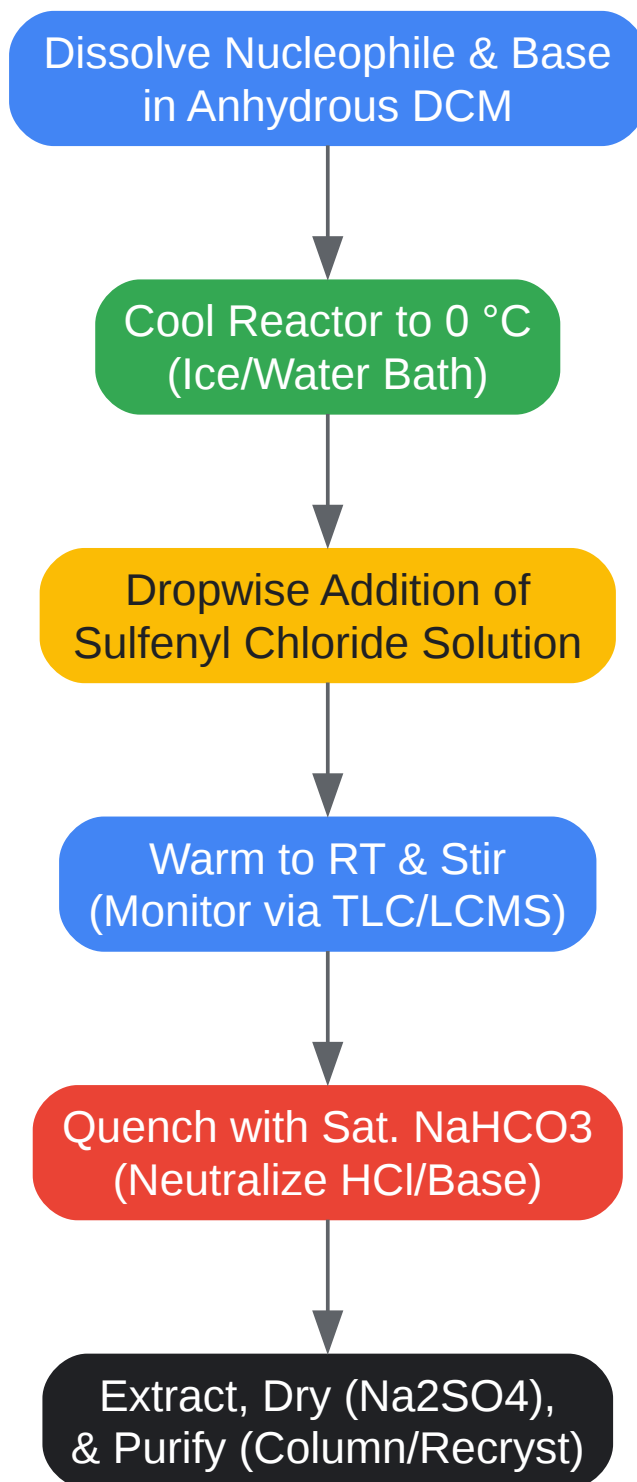 Dissolve Nucleophile & Base
in Anhydrous DCM
Cool Reactor to 0 °C
(Ice/Water Bath)
Dropwise Addition of
Sulfenyl Chloride Solution
Warm to RT & Stir
(Monitor via TLC/LCMS)
Quench with Sat. NaHCO3
(Neutralize HCl/Base)
Extract, Dry (Na2SO4),
& Purify (Column/Recryst)